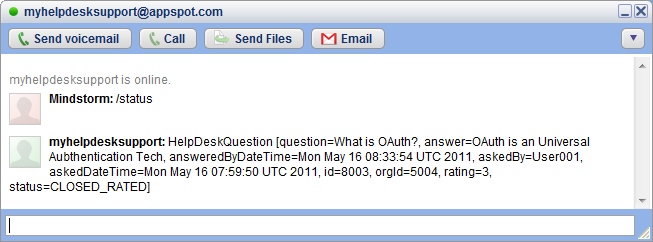 myhelpdesksupport@appspot.com
Send voicemail Call Send Files Email
myhelpdesksupport is online.
Mindstorm: /status
myhelpdesksupport: HelpDeskQuestion [question=What is OAuth?, answer=OAuth is an Universal
Aubthentication Tech, answeredByDateTime=Mon May 16 08:33:54 UTC 2011, askedBy=User001,
askedDateTime=Mon May 16 07:59:50 UTC 2011, id=8003, orgId=5004, rating=3,
status=CLOSED_RATED]